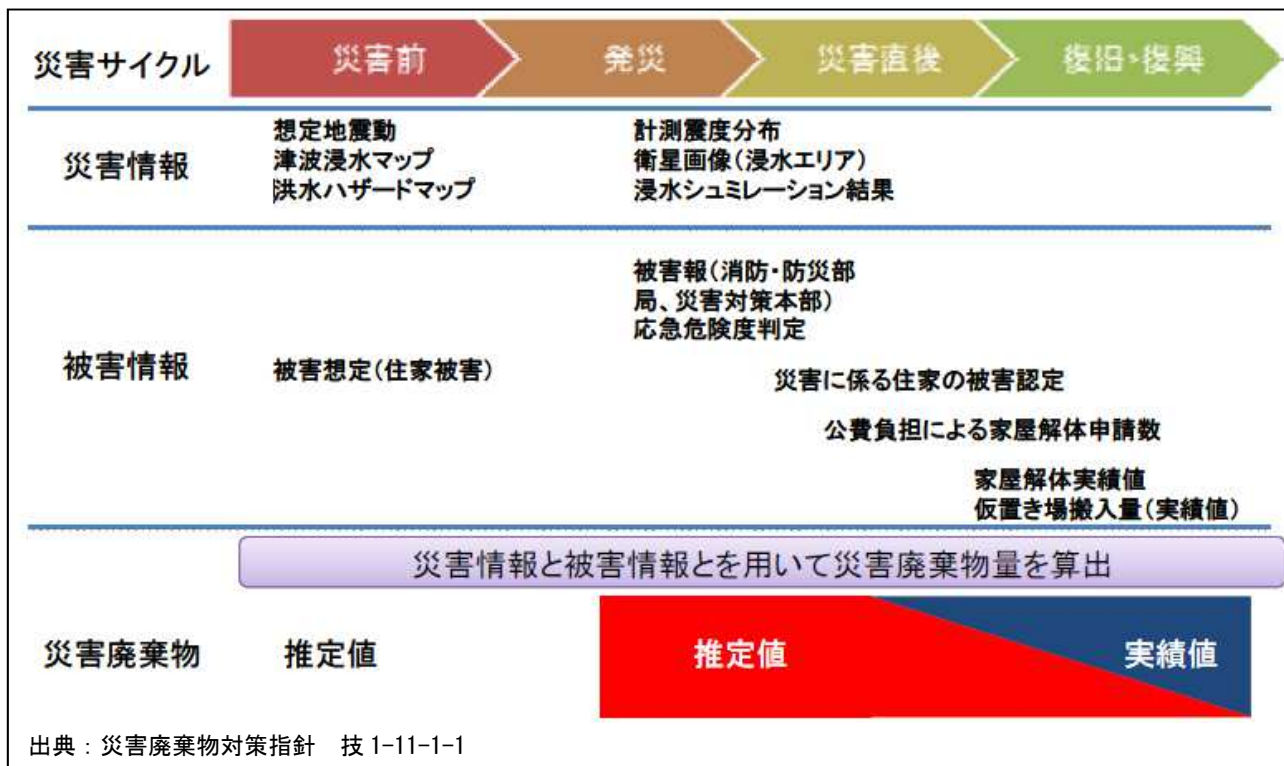 災害サイクル
災害前
発災
災害直後
復旧・復興
災害情報
想定地震動
津波浸水マップ
洪水ハザードマップ
計測震度分布
衛星画像(浸水エリア)
浸水シュミレーション結果
被害情報
被害想定(住家被害)
被害報(消防・防災部
局、災害対策本部)
応急危険度判定
災害に係る住家の被害認定
公費負担による家屋解体申請数
家屋解体実績値
仮置き場搬入量(実績値)
災害情報と被害情報とを用いて災害廃棄物量を算出
災害廃棄物
推定値
推定値
実績値
出典：災害廃棄物対策指針　技 1-11-1-1